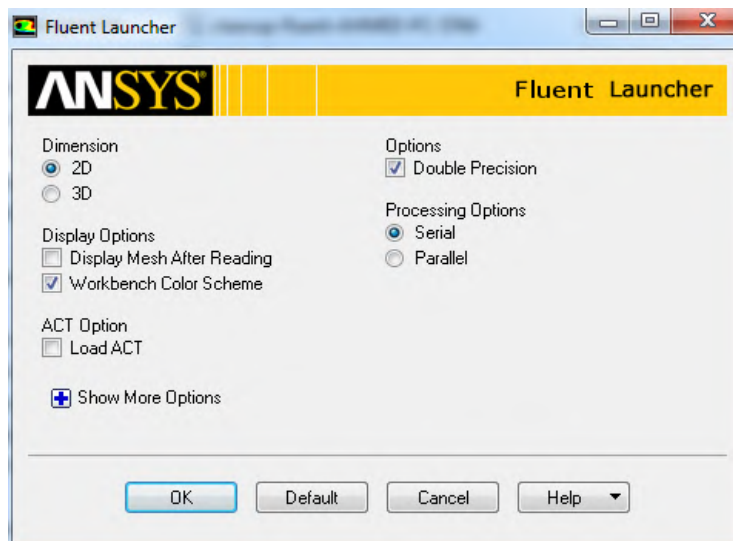 Fluent Launcher
ANSYS
Fluent Launcher
Dimension
2D
3D
Display Options
Display Mesh After Reading
Workbench Color Scheme
ACT Option
Load ACT
Show More Options
Options
Double Precision
Processing Options
Serial
Parallel
OK
Default
Cancel
Help